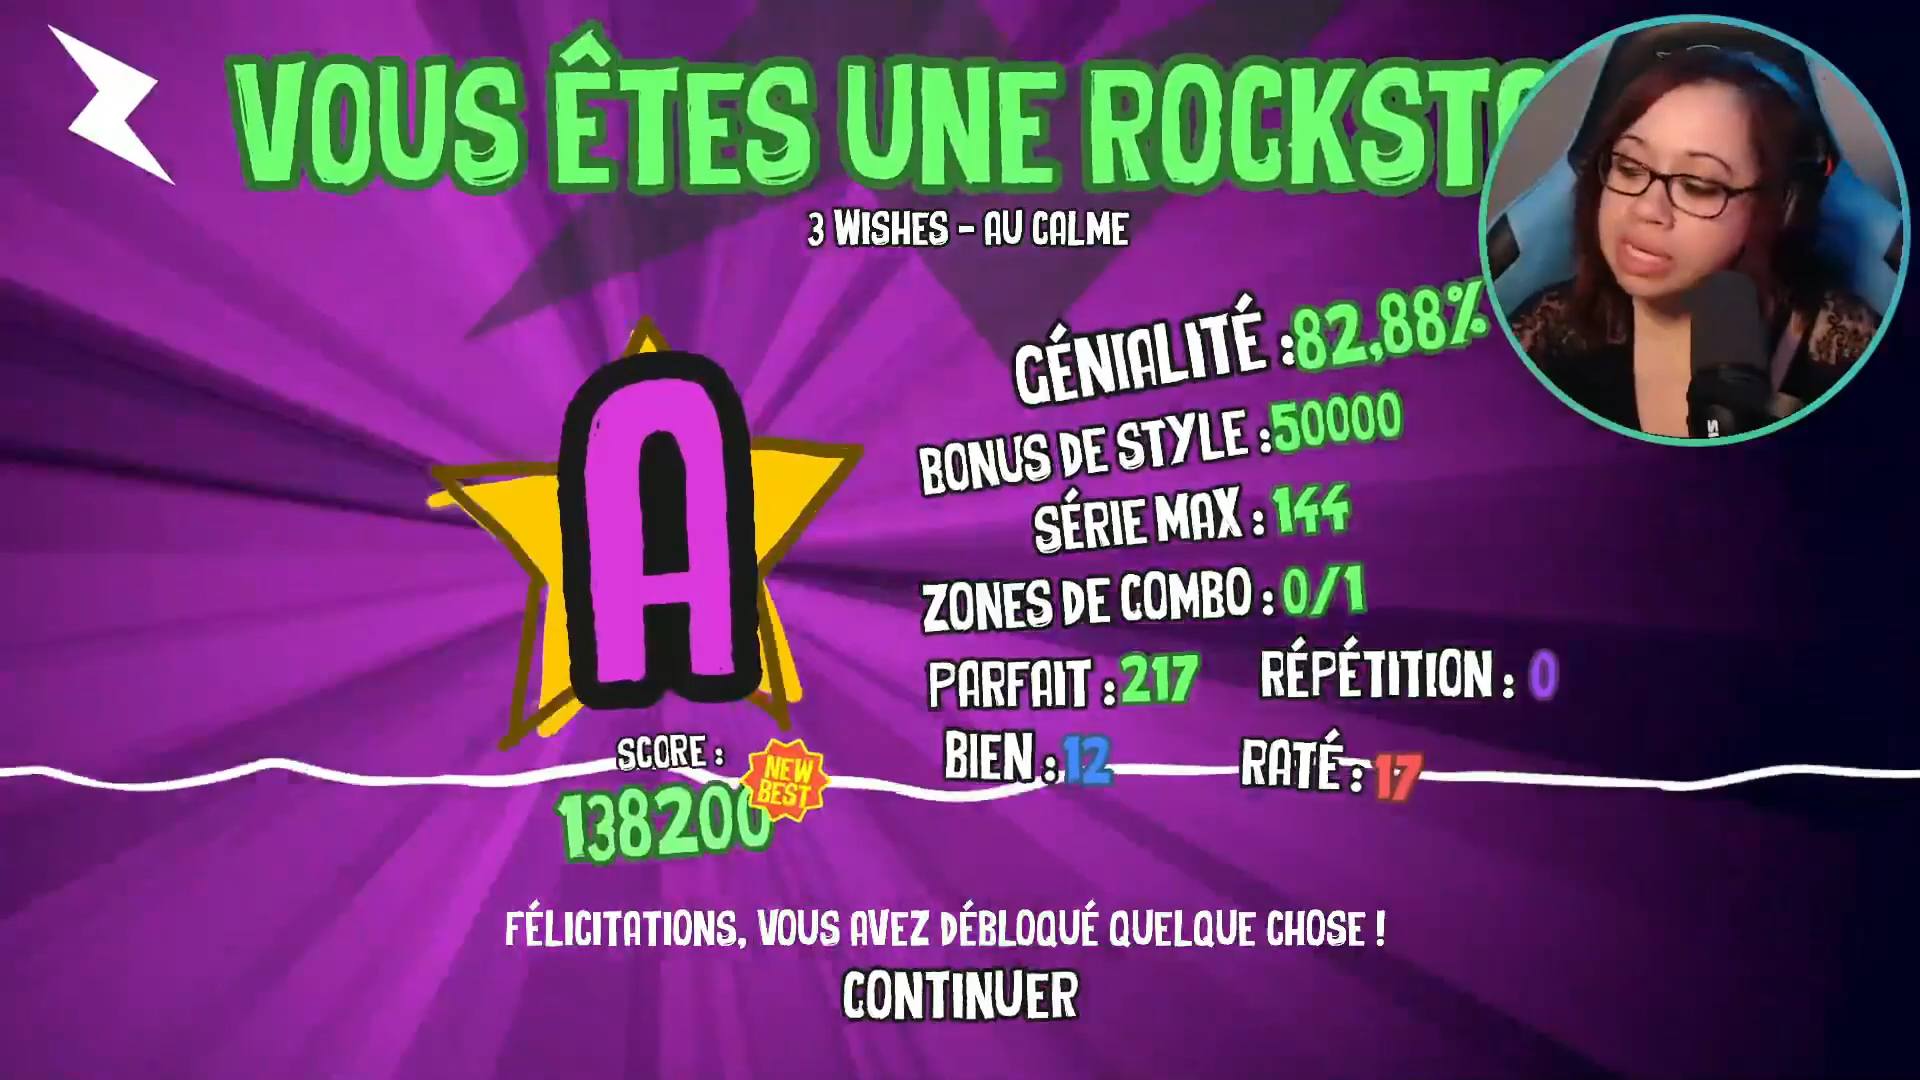 VOUS ÊTES UNE
3 WISHES - AU CALME
GÉNIALITÉ : 82,88%
BONUS DE STYLE : 50000
SÉRIE MAX : 144
ZONES DE COMBO : 0/1
PARFAIT : 217 RÉPÉTITION : 0
BIEN : 12 RATÉ : 17
A
SCORE :
NEW BEST
138200
FÉLICITATIONS, VOUS AVEZ DÉBLOQUÉ QUELQUE CHOSE !
CONTINUER